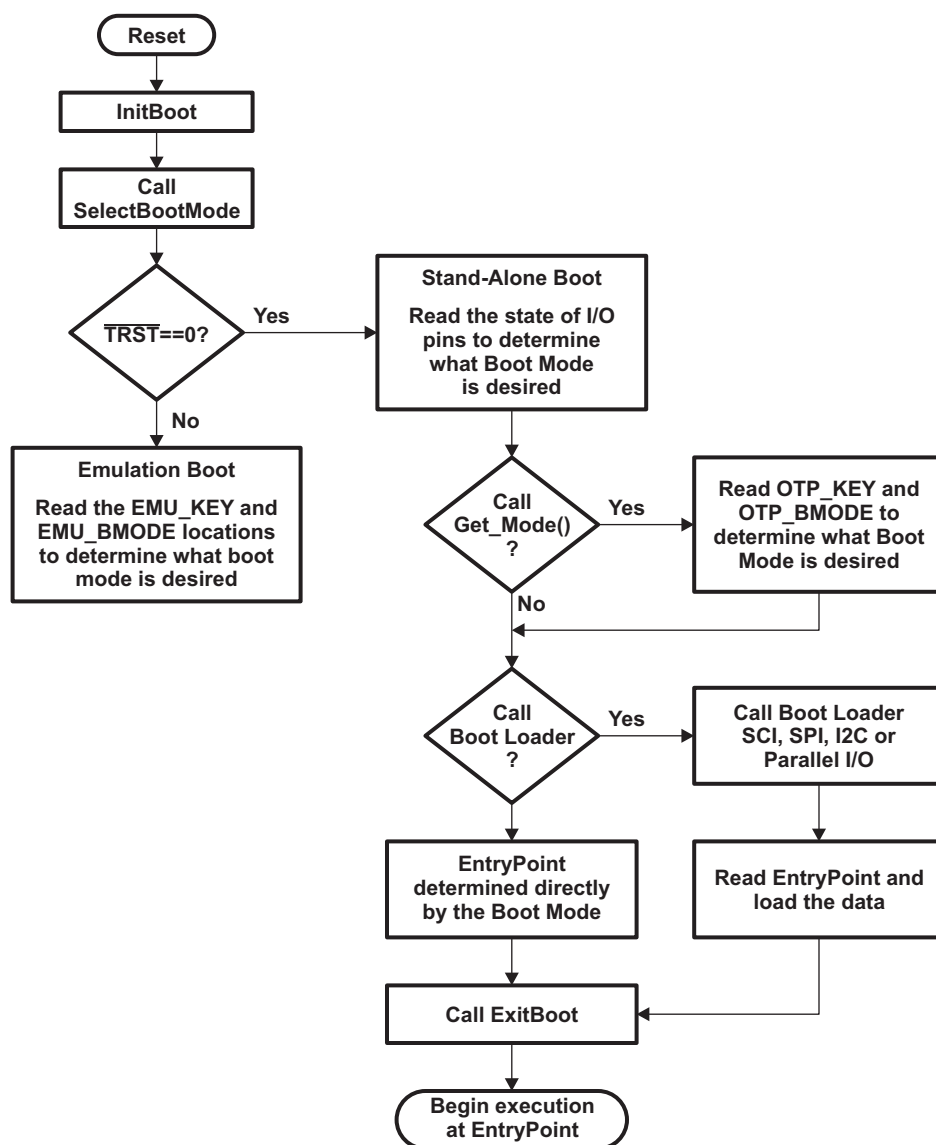 Reset
InitBoot
Call
SelectBootMode
TRST==0?
Yes
No
Stand-Alone Boot
Read the state of I/O
pins to determine
what Boot Mode
is desired
Emulation Boot
Read the EMU_KEY and
EMU_BMODE locations
to determine what boot
mode is desired
Call
Get_Mode()
?
Yes
No
Read OTP_KEY and
OTP_BMODE to
determine what Boot
Mode is desired
Call
Boot Loader
?
Yes
Call Boot Loader
SCI, SPI, I2C or
Parallel I/O
EntryPoint
determined directly
by the Boot Mode
Read EntryPoint and
load the data
Call ExitBoot
Begin execution
at EntryPoint